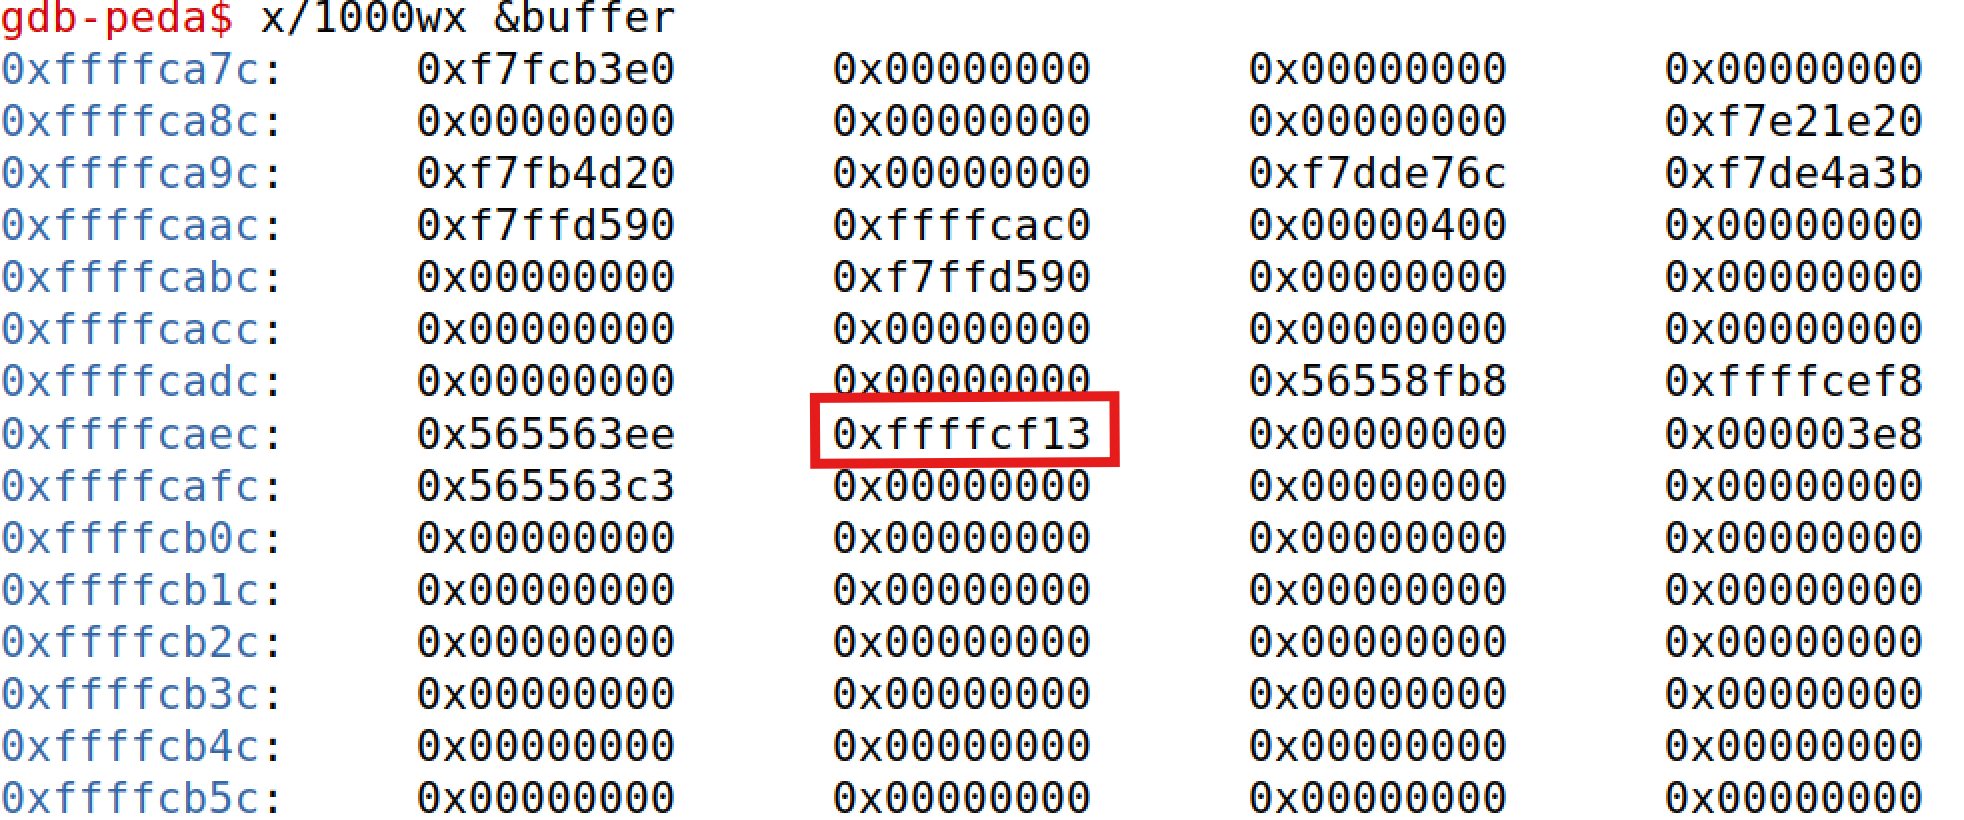 gdb-peda$ x/1000wx &buffer
0xffffca7c: 0xf7fcb3e0 0x00000000 0x00000000 0x00000000
0xffffca8c: 0x00000000 0x00000000 0x00000000 0xf7e21e20
0xffffca9c: 0xf7fb4d20 0x00000000 0xf7dde76c 0xf7de4a3b
0xffffcaac: 0xf7ffd590 0xffffcac0 0x00000400 0x00000000
0xffffcabc: 0x00000000 0xf7ffd590 0x00000000 0x00000000
0xffffcacc: 0x00000000 0x00000000 0x00000000 0x00000000
0xffffcadc: 0x00000000 0x00000000 0x56558fb8 0xffffcef8
0xffffcaec: 0x565563ee 0xffffcf13 0x00000000 0x000003e8
0xffffcafc: 0x565563c3 0x00000000 0x00000000 0x00000000
0xffffcb0c: 0x00000000 0x00000000 0x00000000 0x00000000
0xffffcb1c: 0x00000000 0x00000000 0x00000000 0x00000000
0xffffcb2c: 0x00000000 0x00000000 0x00000000 0x00000000
0xffffcb3c: 0x00000000 0x00000000 0x00000000 0x00000000
0xffffcb4c: 0x00000000 0x00000000 0x00000000 0x00000000
0xffffcb5c: 0x00000000 0x00000000 0x00000000 0x00000000